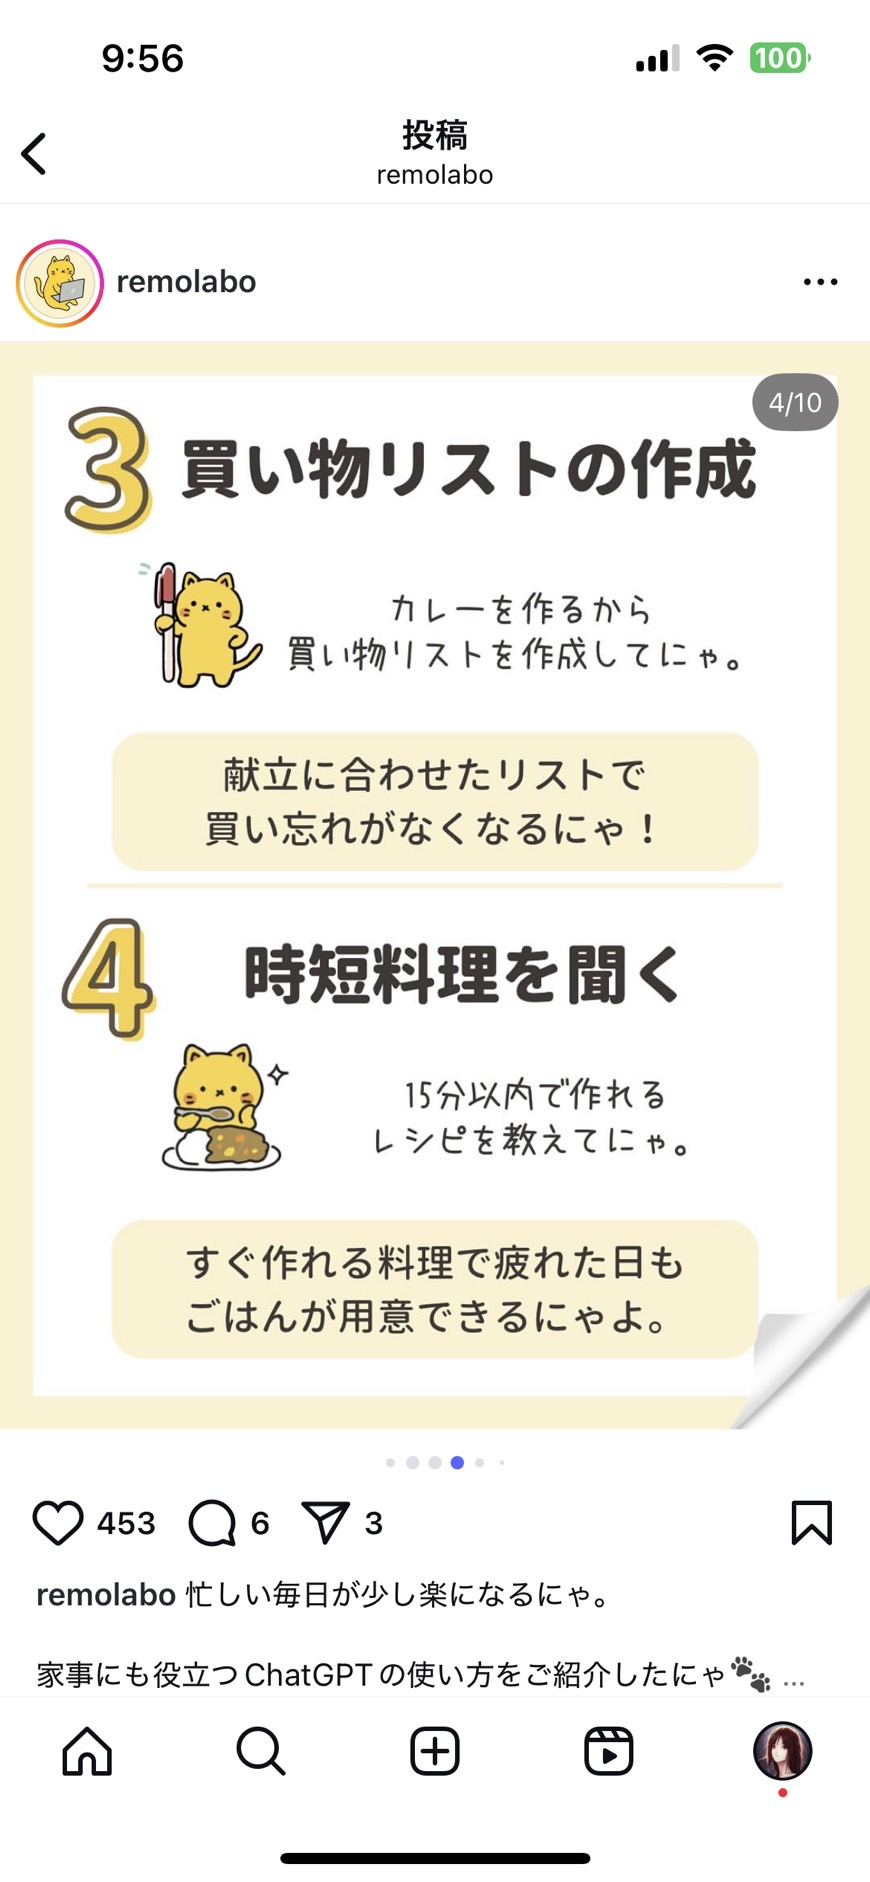 9:56
100
投稿
remolabo
remolabo
4/10
3 買い物リストの作成
カレーを作るから
買い物リストを作成してにゃ。
献立に合わせたリストで
買い忘れがなくなるにゃ！
4 時短料理を聞く
15分以内で作れる
レシピを教えてにゃ。
すぐ作れる料理で疲れた日も
ごはんが用意できるにゃよ。
453 6 3
remolabo 忙しい毎日が少し楽になるにゃ。
家事にも役立つChatGPTの使い方をご紹介したにゃ🐾 ...